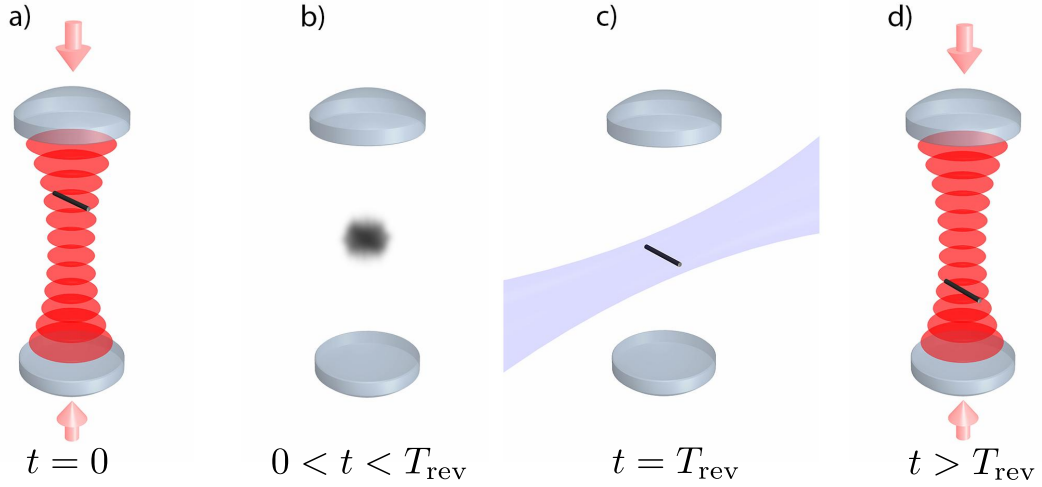 a) b) c) d)
t = 0 0 < t < T_rev t = T_rev t > T_rev